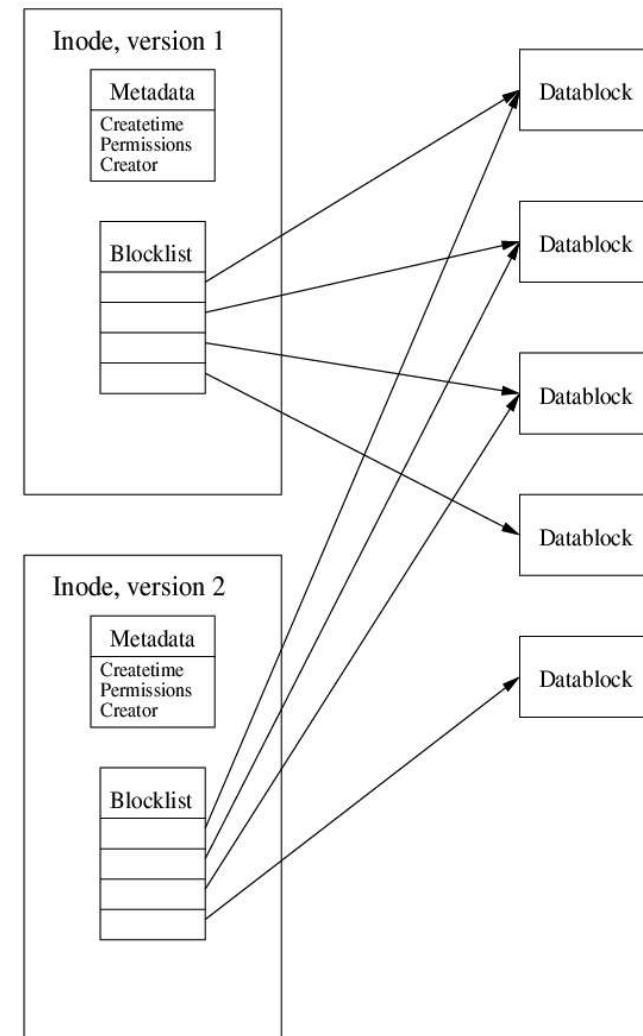 Inode, version 1
Metadata
Createtime
Permissions
Creator
Blocklist
Datablock
Datablock
Datablock
Datablock
Inode, version 2
Metadata
Createtime
Permissions
Creator
Blocklist
Datablock